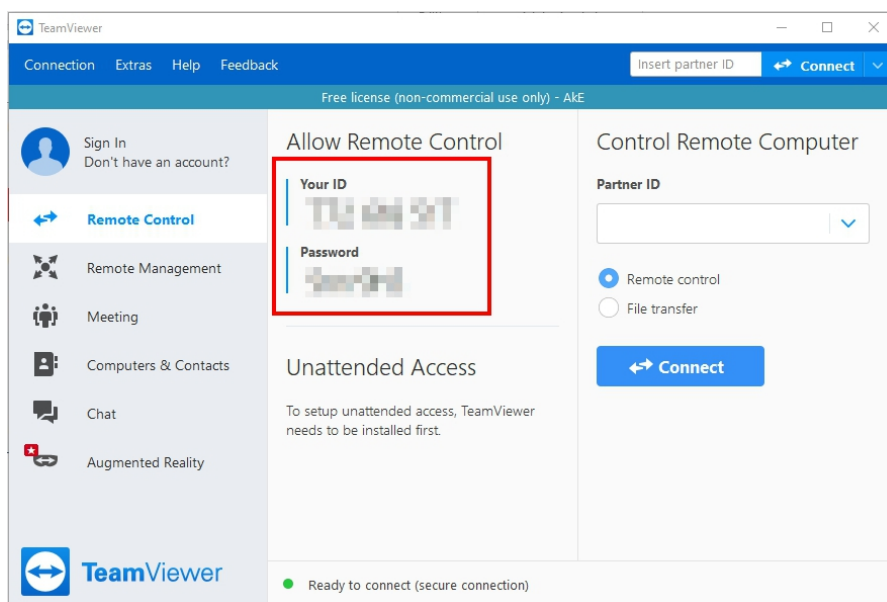 TeamViewer
Connection Extras Help Feedback
Insert partner ID
Connect
Free license (non-commercial use only) - AkE
Sign In
Don't have an account?
Remote Control
Remote Management
Meeting
Computers & Contacts
Chat
Augmented Reality
TeamViewer
Allow Remote Control
Your ID
Password
Unattended Access
To setup unattended access, TeamViewer
needs to be installed first.
Control Remote Computer
Partner ID
Remote control
File transfer
Connect
Ready to connect (secure connection)